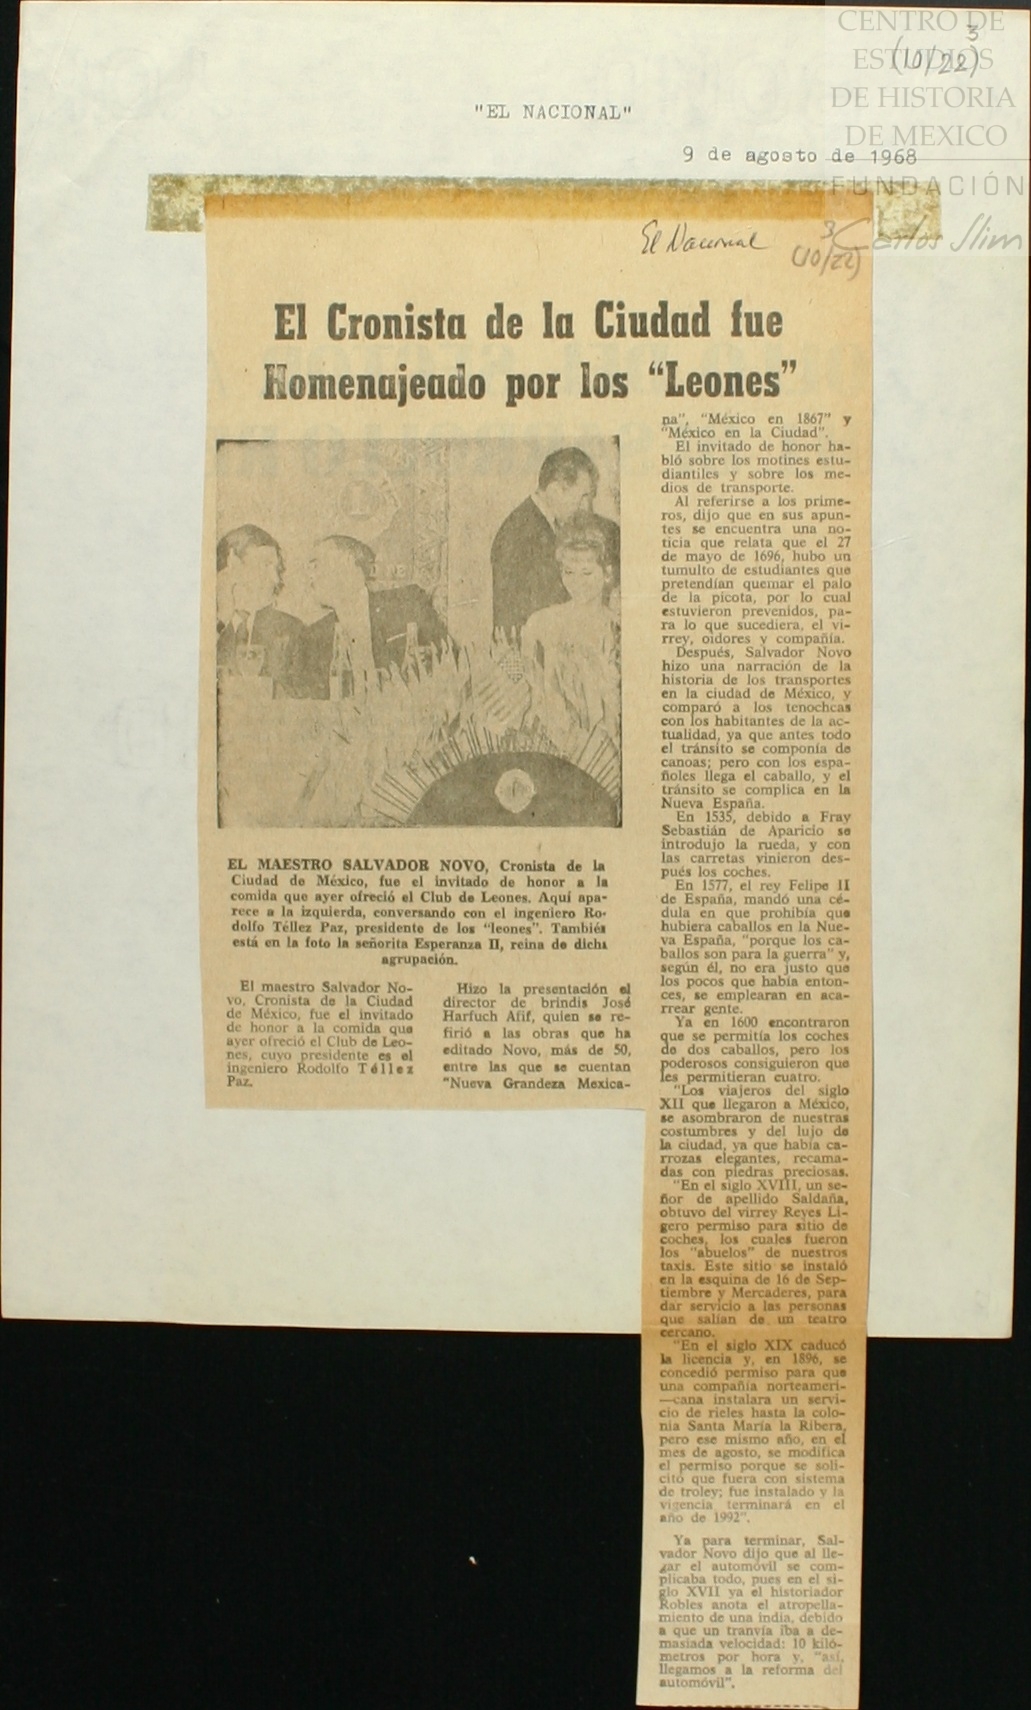 CENTRO DE
ESTUDIOS
DE HISTORIA
DE MEXICO
FUNDACIÓN
Carlos Slim
3
(10/22)
"EL NACIONAL"
9 de agosto de 1968
El Nacional
3
(10/22)
El Cronista de la Ciudad fue
Homenajeado por los "Leones"
EL MAESTRO SALVADOR NOVO, Cronista de la
Ciudad de México, fue el invitado de honor a la
comida que ayer ofreció el Club de Leones. Aquí apa-
rece a la izquierda, conversando con el ingeniero Ro-
dolfo Téllez Paz, presidente de los "leones". También
está en la foto la señorita Esperanza II, reina de dicha
agrupación.
El maestro Salvador No-
vo, Cronista de la Ciudad
de México, fue el invitado
de honor a la comida que
ayer ofreció el Club de Leo-
nes, cuyo presidente es el
ingeniero Rodolfo Téllez
Paz.
Hizo la presentación el
director de brindis José
Harfuch Afif, quien se re-
firió a las obras que ha
editado Novo, más de 50,
entre las que se cuentan
"Nueva Grandeza Mexica-
na", "México en 1867" y
"México en la Ciudad".
El invitado de honor ha-
bló sobre los motines estu-
diantiles y sobre los me-
dios de transporte.
Al referirse a los prime-
ros, dijo que en sus apun-
tes se encuentra una no-
ticia que relata que el 27
de mayo de 1696, hubo un
tumulto de estudiantes que
pretendían quemar el palo
de la picota, por lo cual
estuvieron prevenidos, pa-
ra lo que sucediera, el vi-
rrey, oidores y compañía.
Después, Salvador Novo
hizo una narración de la
historia de los transportes
en la ciudad de México, y
comparó a los tenochcas
con los habitantes de la ac-
tualidad, ya que antes todo
el tránsito se componía de
canoas; pero con los espa-
ñoles llega el caballo, y el
tránsito se complica en la
Nueva España.
En 1535, debido a Fray
Sebastián de Aparicio se
introdujo la rueda, y con
las carretas vinieron des-
pués los coches.
En 1577, el rey Felipe II
de España, mandó una cé-
dula en que prohibía que
hubiera caballos en la Nue-
va España, "porque los ca-
ballos son para la guerra" y,
según él, no era justo que
los pocos que había enton-
ces, se emplearan en aca-
rrear gente.
Ya en 1600 encontraron
que se permitía los coches
de dos caballos, pero los
poderosos consiguieron que
les permitieran cuatro.
"Los viajeros del siglo
XII que llegaron a México,
se asombraron de nuestras
costumbres y del lujo de
la ciudad, ya que había ca-
rrozas elegantes, recama-
das con piedras preciosas.
"En el siglo XVIII, un se-
ñor de apellido Saldaña,
obtuvo del virrey Reyes Li-
gero permiso para sitio de
coches, los cuales fueron
los "abuelos" de nuestros
taxis. Este sitio se instaló
en la esquina de 16 de Sep-
tiembre y Mercaderes, para
dar servicio a las personas
que salían de un teatro
cercano.
"En el siglo XIX caducó
la licencia y, en 1896, se
concedió permiso para que
una compañía norteameri-
—cana instalara un servi-
cio de rieles hasta la colo-
nia Santa María la Ribera,
pero ese mismo año, en el
mes de agosto, se modifica
el permiso porque se soli-
citó que fuera con sistema
de troley; fue instalado y la
vigencia terminará en el
año de 1992".
Ya para terminar, Sal-
vador Novo dijo que al lle-
gar el automóvil se com-
plicaba todo, pues en el si-
glo XVII ya el historiador
Robles anota el atropella-
miento de una india, debido
a que un tranvía iba a de-
masiada velocidad: 10 kiló-
metros por hora y, "así,
llegamos a la reforma del
automóvil".